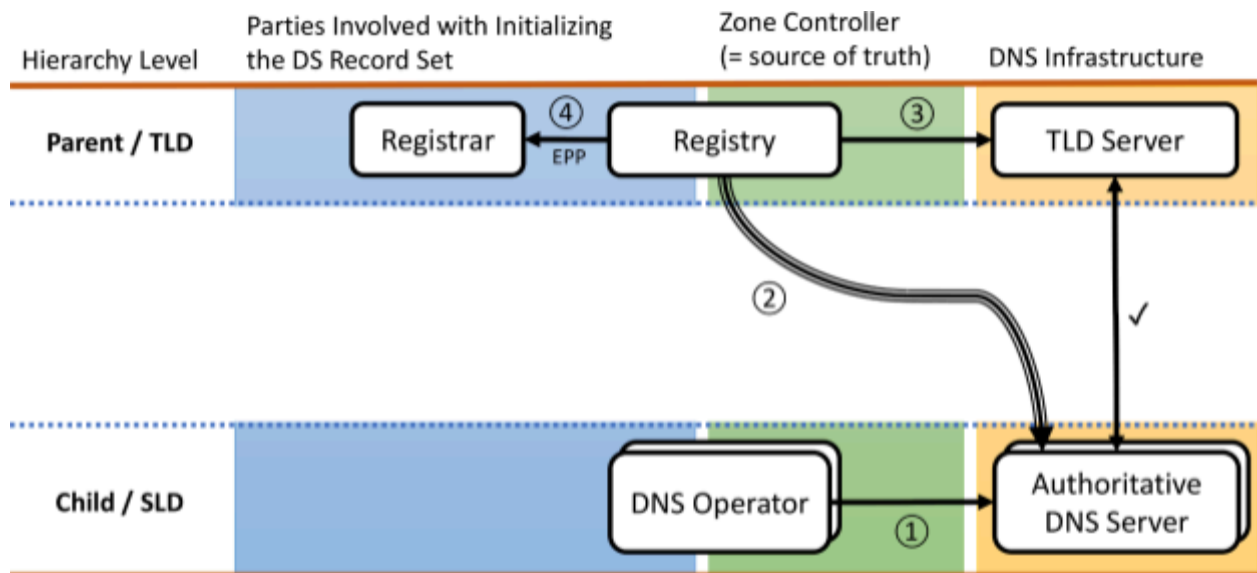 Hierarchy Level
Parties Involved with Initializing
the DS Record Set
Zone Controller
(= source of truth)
DNS Infrastructure
Parent / TLD
Registrar
④
EPP
Registry
③
TLD Server
②
✓
Child / SLD
DNS Operator
①
Authoritative
DNS Server